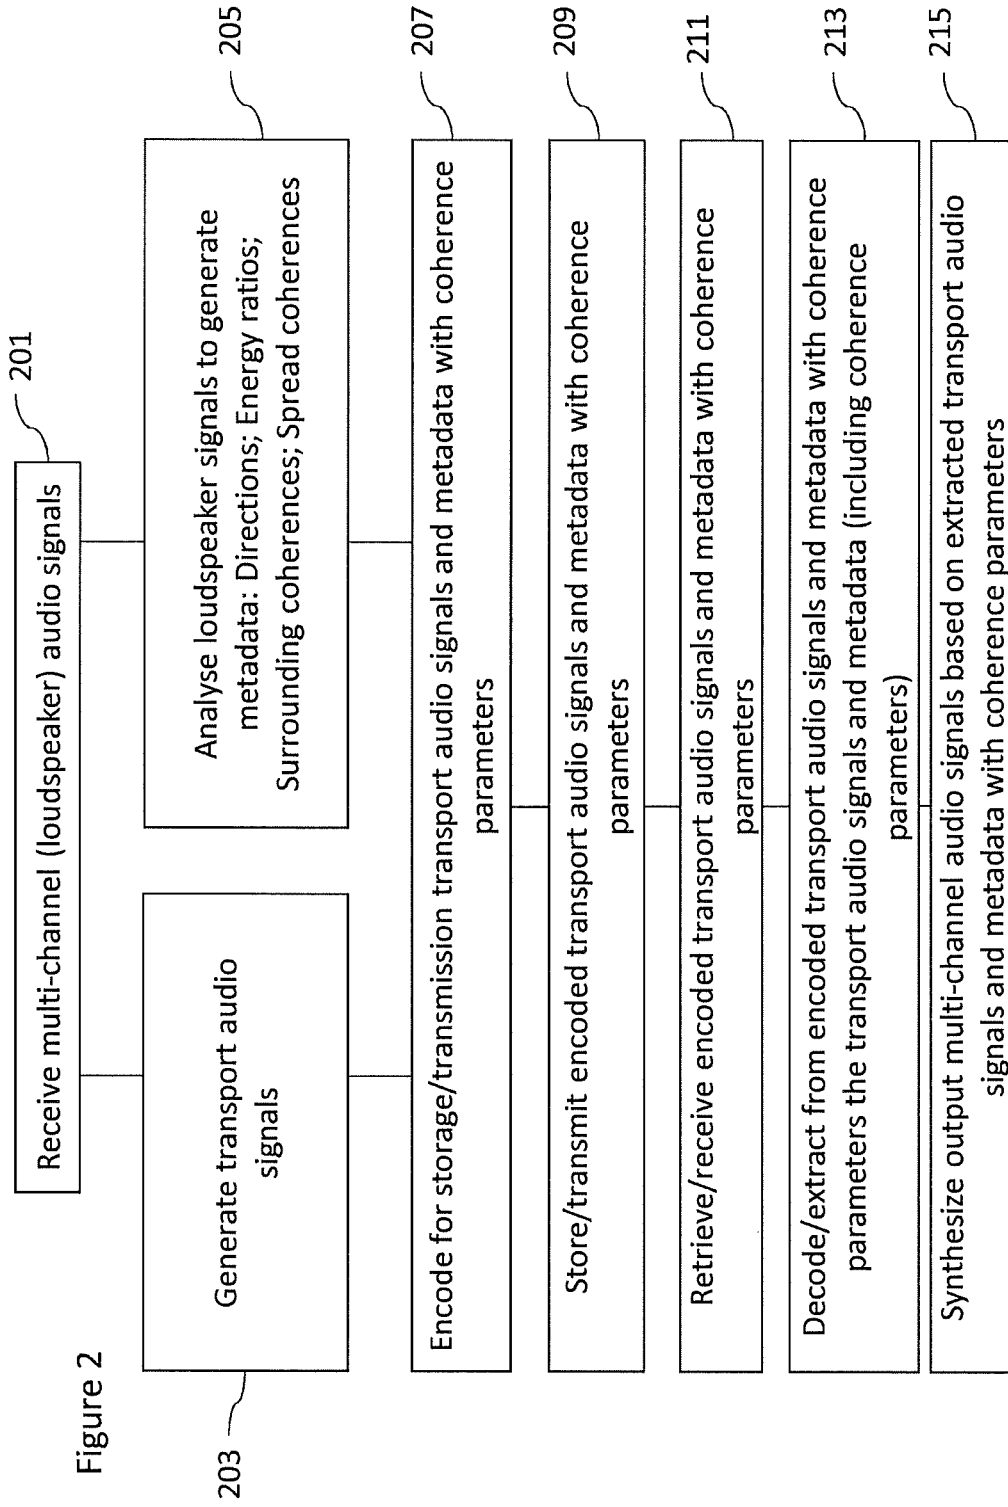 Figure 2
201
Receive multi-channel (loudspeaker) audio signals
203
Generate transport audio
signals
205
Analyse loudspeaker signals to generate
metadata: Directions; Energy ratios;
Surrounding coherences; Spread coherences
207
Encode for storage/transmission transport audio signals and metadata with coherence
parameters
209
Store/transmit encoded transport audio signals and metadata with coherence
parameters
211
Retrieve/receive encoded transport audio signals and metadata with coherence
parameters
213
Decode/extract from encoded transport audio signals and metadata with coherence
parameters the transport audio signals and metadata (including coherence
parameters)
215
Synthesize output multi-channel audio signals based on extracted transport audio
signals and metadata with coherence parameters